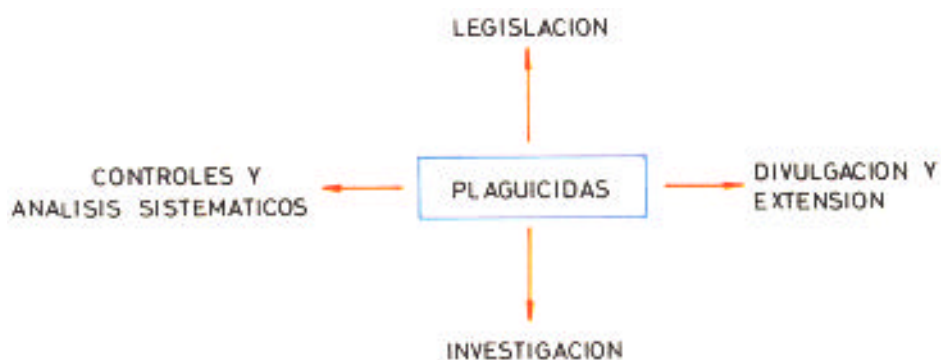 LEGISLACION
CONTROLES Y
ANALISIS SISTEMATICOS
PLAGUICIDAS
DIVULGACION Y
EXTENSION
INVESTIGACION